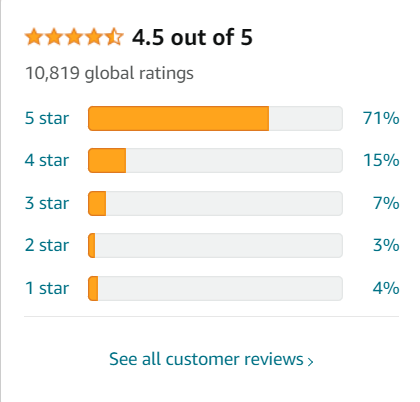 4.5 out of 5
10,819 global ratings
5 star 71%
4 star 15%
3 star 7%
2 star 3%
1 star 4%
See all customer reviews ›